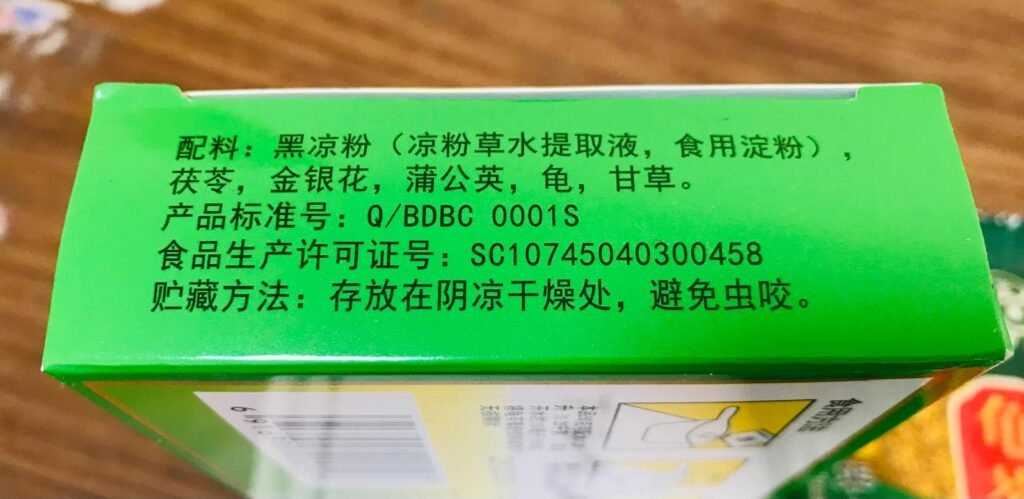 配料：黑凉粉（凉粉草水提取液，食用淀粉），
茯苓，金银花，蒲公英，龟，甘草。
产品标准号：Q/BDBC 0001S
食品生产许可证号：SC10745040300458
贮藏方法：存放在阴凉干燥处，避免虫咬。